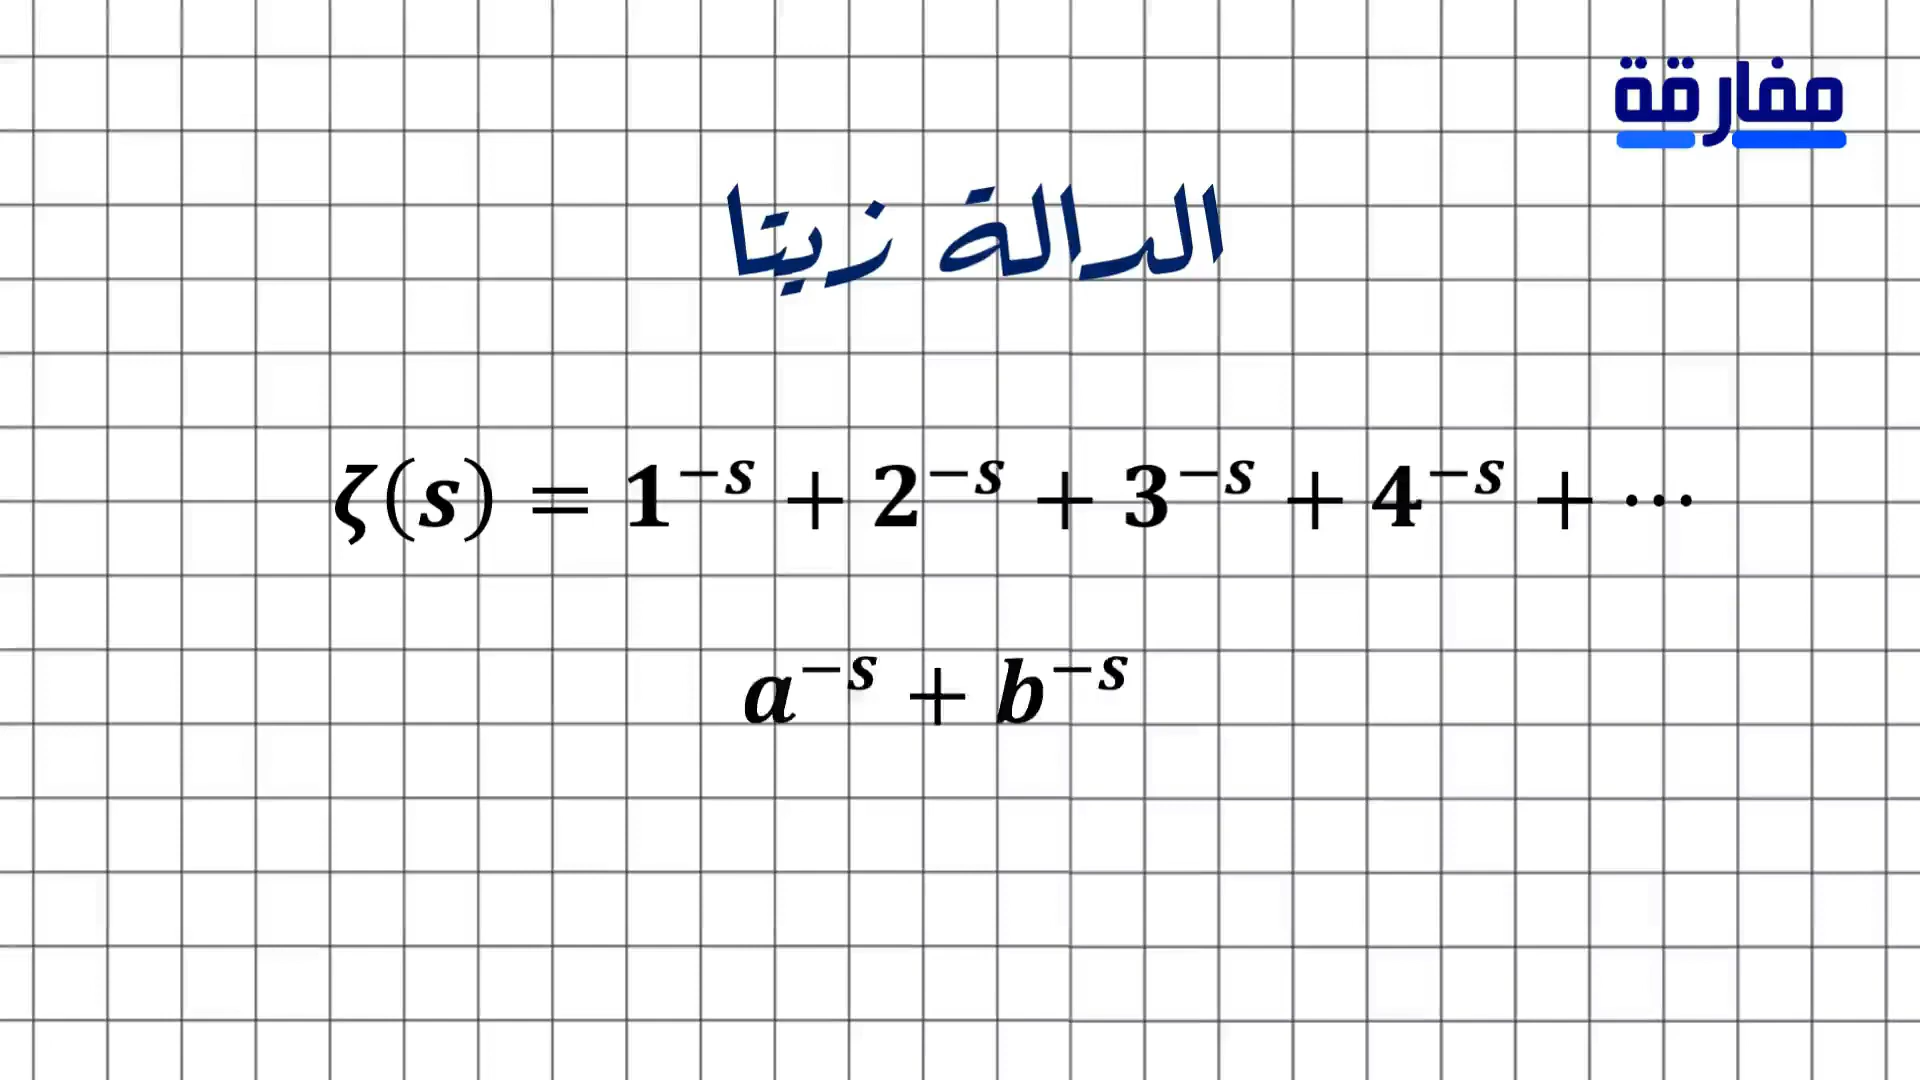 مفارقة
الدالة زيتا
ζ(s) = 1⁻ˢ + 2⁻ˢ + 3⁻ˢ + 4⁻ˢ + ⋯
a⁻ˢ + b⁻ˢ